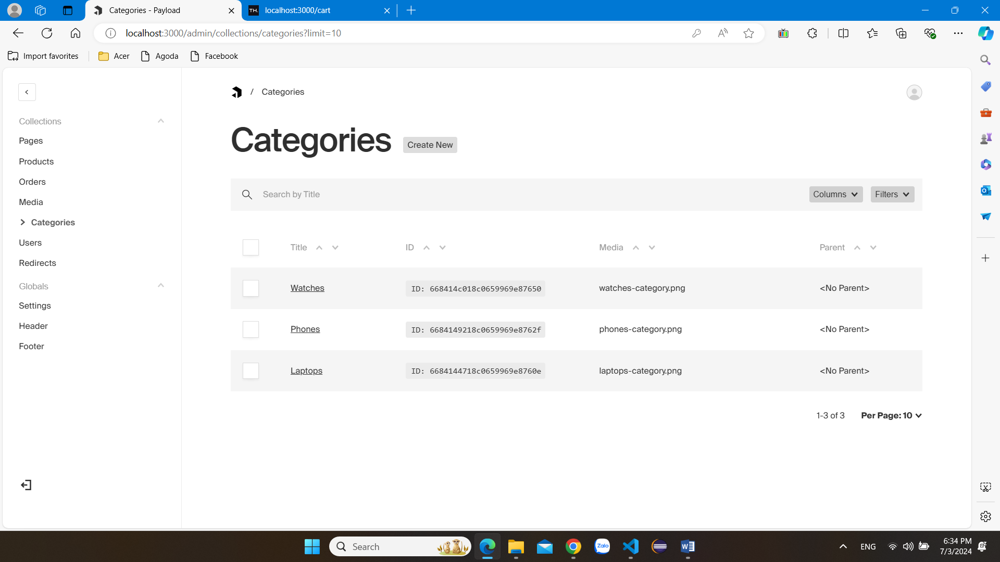 Categories - Payload
TH. localhost:3000/cart
localhost:3000/admin/collections/categories?limit=10
Import favorites Acer Agoda Facebook
/ Categories
Collections
Pages
Products
Orders
Media
Categories
Users
Redirects
Globals
Settings
Header
Footer
Categories Create New
Search by Title Columns Filters
Title ID Media Parent
Watches ID: 668414c018c0659969e87650 watches-category.png <No Parent>
Phones ID: 6684149218c0659969e8762f phones-category.png <No Parent>
Laptops ID: 6684144718c0659969e8760e laptops-category.png <No Parent>
1-3 of 3 Per Page: 10
Search Zalo ENG 6:34 PM
7/3/2024